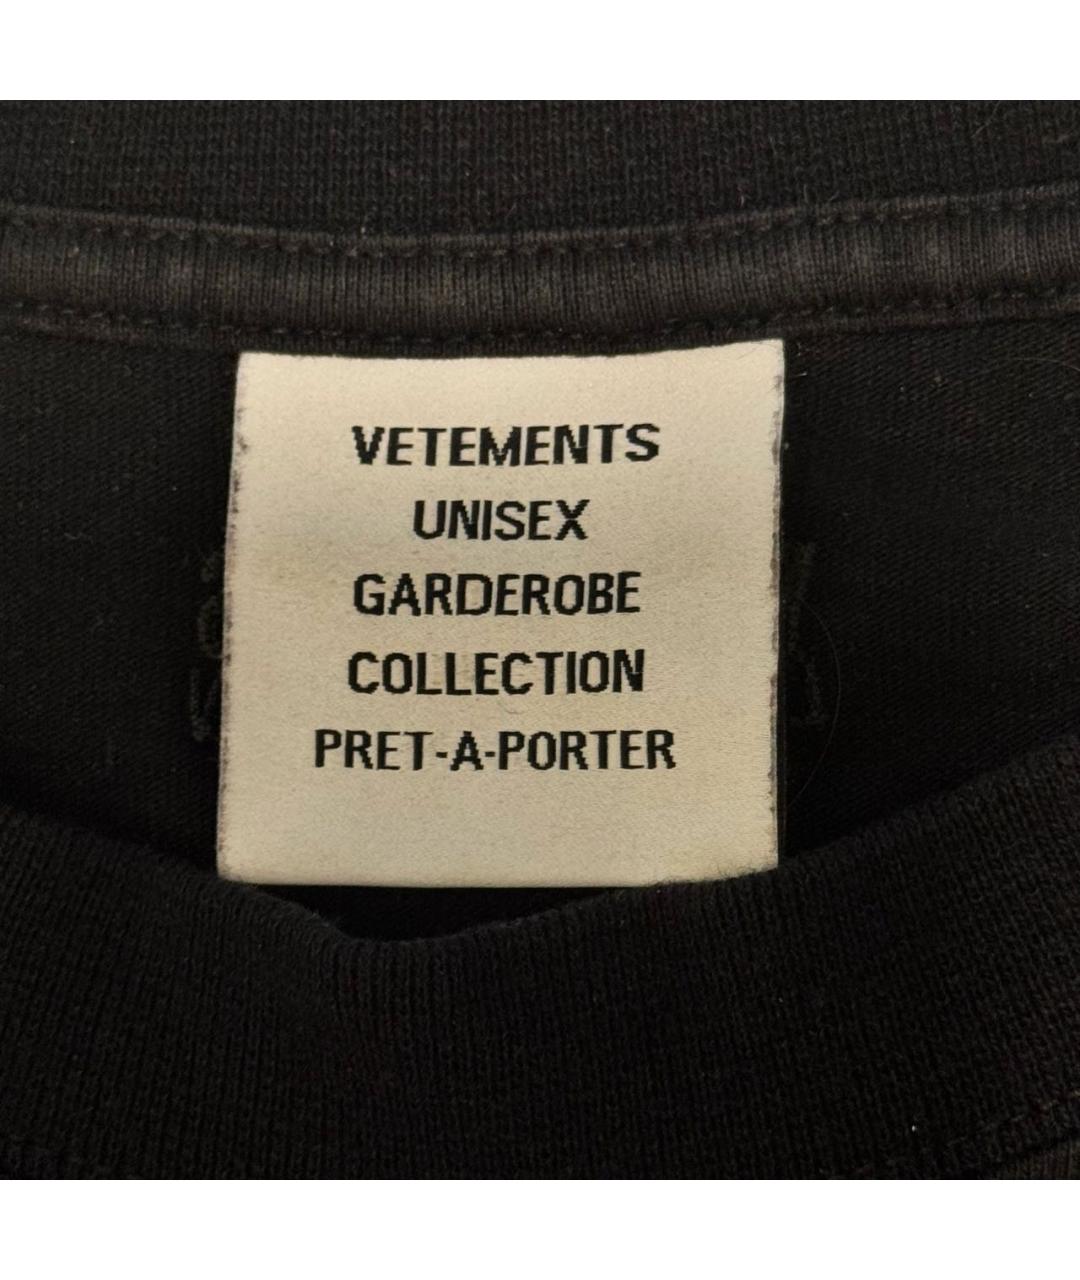 VETEMENTS
UNISEX
GARDEROBE
COLLECTION
PRET-A-PORTER